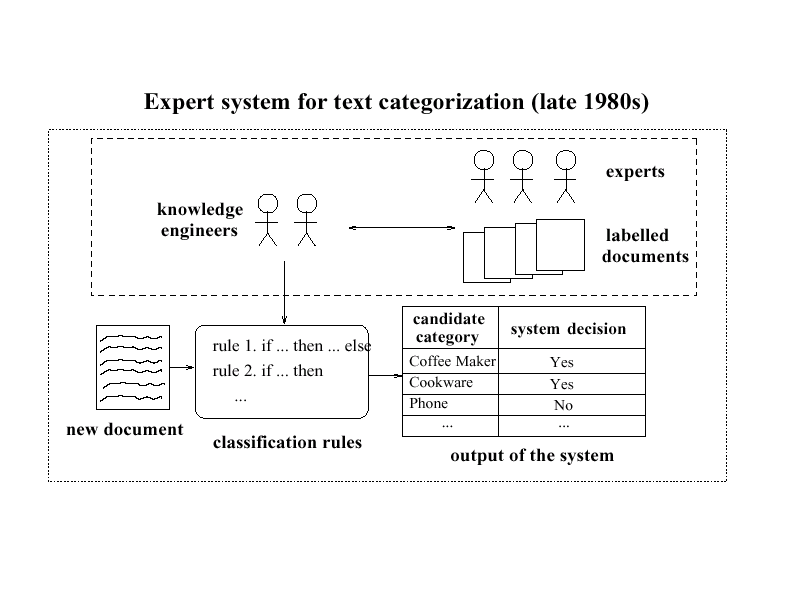 Expert system for text categorization (late 1980s)
experts
knowledge
engineers
labelled
documents
rule 1. if ... then ... else
rule 2. if ... then
...
new document
classification rules
candidate
category
system decision
Coffee Maker Yes
Cookware Yes
Phone No
... ...
output of the system